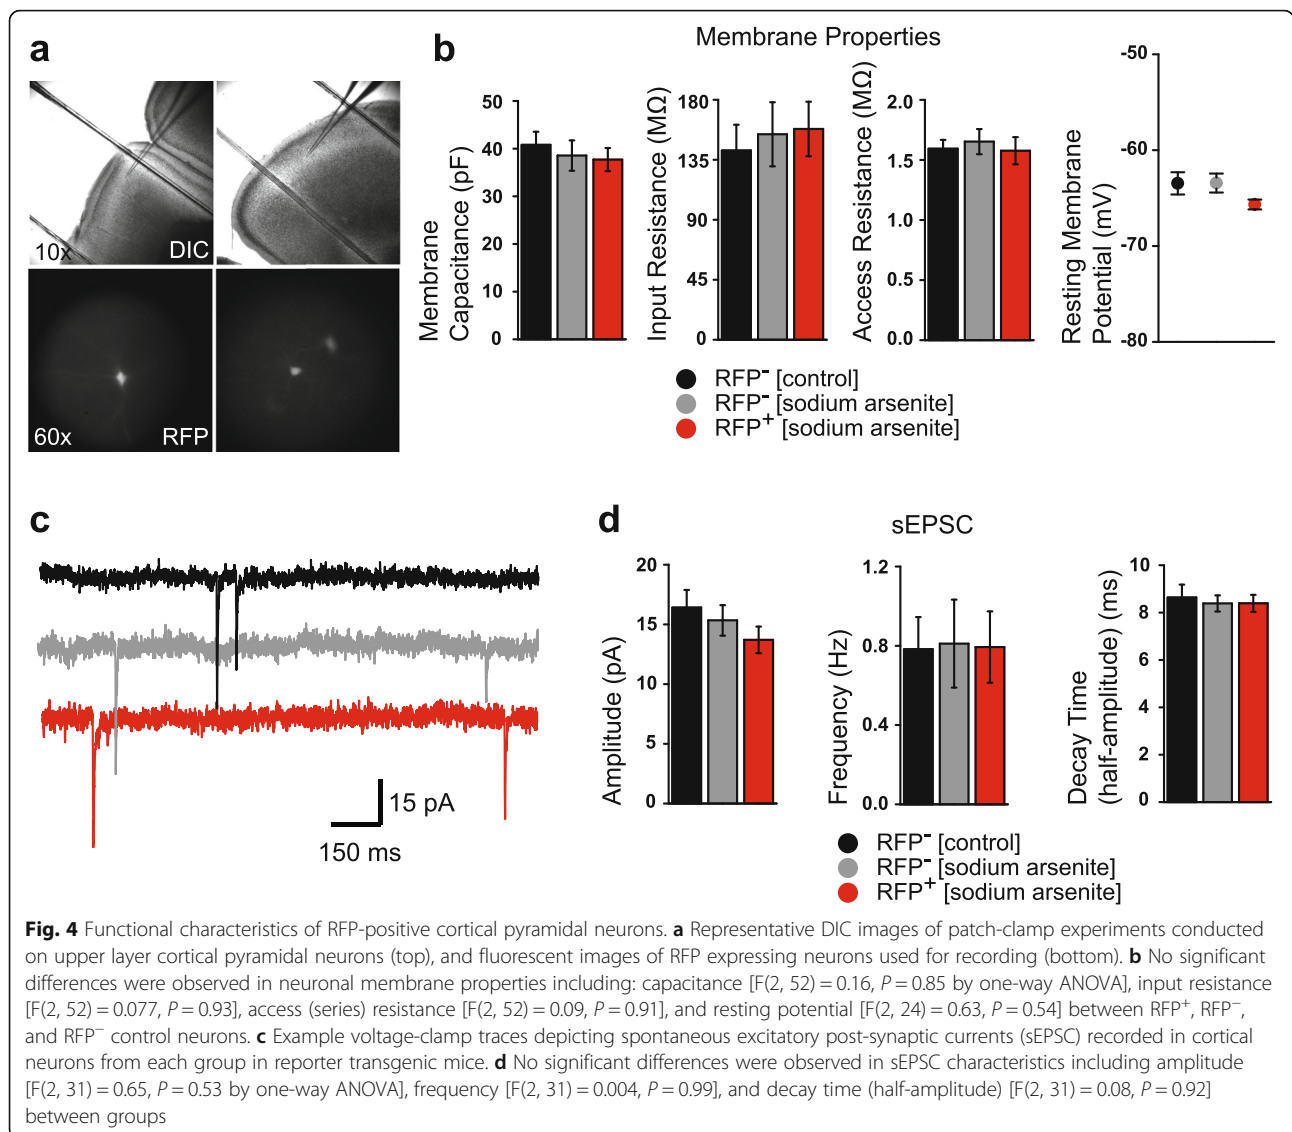 a
10x
DIC
60x
RFP
b
Membrane Properties
Membrane
Capacitance (pF)
50
40
30
20
10
0
Input Resistance (MΩ)
180
135
90
45
0
Access Resistance (MΩ)
2.0
1.5
1.0
1.5
0.0
Resting Membrane
Potential (mV)
-50
-60
-70
-80
RFP⁻ [control]
RFP⁻ [sodium arsenite]
RFP⁺ [sodium arsenite]
c
15 pA
150 ms
d
sEPSC
Amplitude (pA)
20
15
10
5
0
Frequency (Hz)
1.2
0.8
0.4
0.0
Decay Time
(half-amplitude) (ms)
10
8
6
4
2
0
RFP⁻ [control]
RFP⁻ [sodium arsenite]
RFP⁺ [sodium arsenite]
Fig. 4 Functional characteristics of RFP-positive cortical pyramidal neurons. a Representative DIC images of patch-clamp experiments conducted
on upper layer cortical pyramidal neurons (top), and fluorescent images of RFP expressing neurons used for recording (bottom). b No significant
differences were observed in neuronal membrane properties including: capacitance [F(2, 52) = 0.16, P = 0.85 by one-way ANOVA], input resistance
[F(2, 52) = 0.077, P = 0.93], access (series) resistance [F(2, 52) = 0.09, P = 0.91], and resting potential [F(2, 24) = 0.63, P = 0.54] between RFP⁺, RFP⁻,
and RFP⁻ control neurons. c Example voltage-clamp traces depicting spontaneous excitatory post-synaptic currents (sEPSC) recorded in cortical
neurons from each group in reporter transgenic mice. d No significant differences were observed in sEPSC characteristics including amplitude
[F(2, 31) = 0.65, P = 0.53 by one-way ANOVA], frequency [F(2, 31) = 0.004, P = 0.99], and decay time (half-amplitude) [F(2, 31) = 0.08, P = 0.92]
between groups